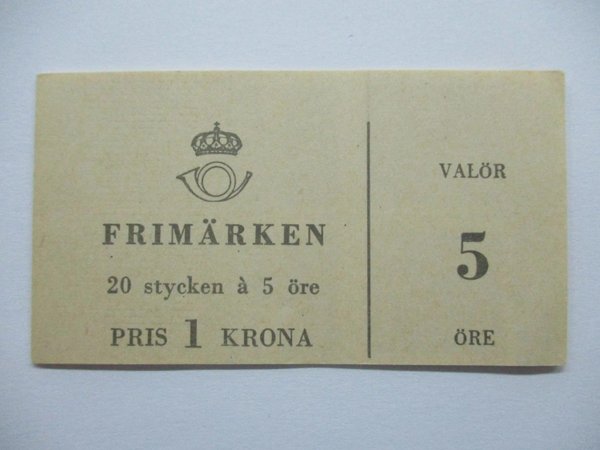 FRIMÄRKEN
20 stycken à 5 öre
PRIS 1 KRONA
VALÖR
5
ÖRE